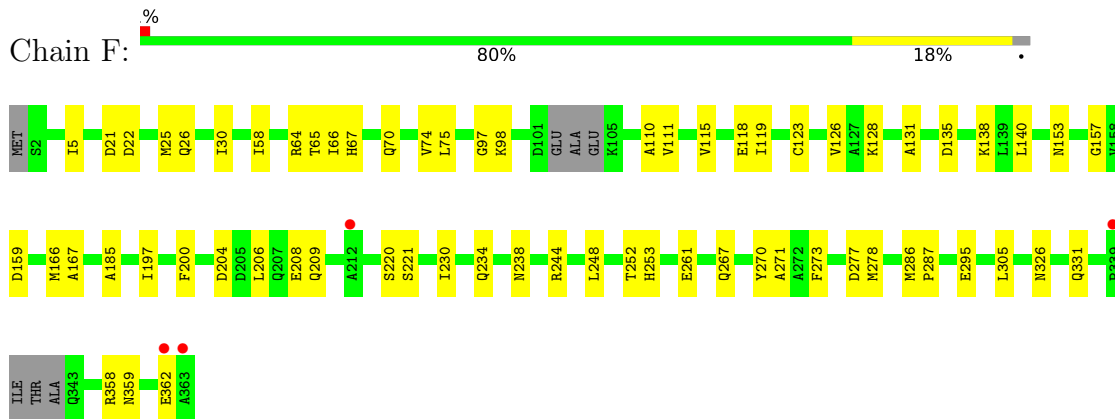 .%
Chain F:
80% 18% •
MET S2 I5 D21 D22 M25 Q26 I30 I58 R64 T65 I66 H67 Q70 V74 L75 G97 K98 D101 GLU ALA GLU K105 A110 V111 V115 E118 I119 C123 V126 A127 K128 A131 D135 K138 L139 L140 N153 G157 V158
D159 M166 A167 A185 I197 F200 D204 D205 L206 Q207 E208 Q209 A212 S220 S221 I230 Q234 N238 R244 L248 T252 H253 E261 Q267 Y270 A271 A272 F273 D277 M278 M286 P287 E295 L305 N326 Q331 R339
ILE THR ALA Q343 R358 N359 E362 A363